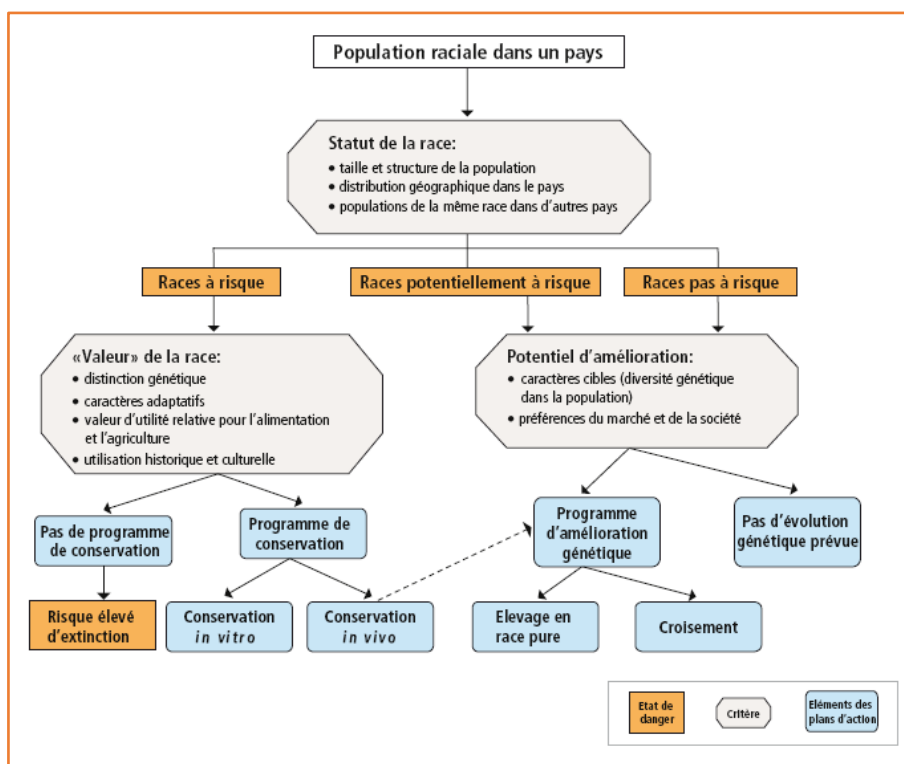 Population raciale dans un pays
Statut de la race:
• taille et structure de la population
• distribution géographique dans le pays
• populations de la même race dans d'autres pays
Races à risque
Races potentiellement à risque
Races pas à risque
«Valeur» de la race:
• distinction génétique
• caractères adaptatifs
• valeur d'utilité relative pour l'alimentation
et l'agriculture
• utilisation historique et culturelle
Potentiel d'amélioration:
• caractères cibles (diversité génétique
dans la population)
• préférences du marché et de la société
Pas de programme
de conservation
Programme de
conservation
Programme
d'amélioration
génétique
Pas d'évolution
génétique prévue
Risque élevé
d'extinction
Conservation
in vitro
Conservation
in vivo
Elevage en
race pure
Croisement
Etat de
danger
Critère
Eléments des
plans d'action